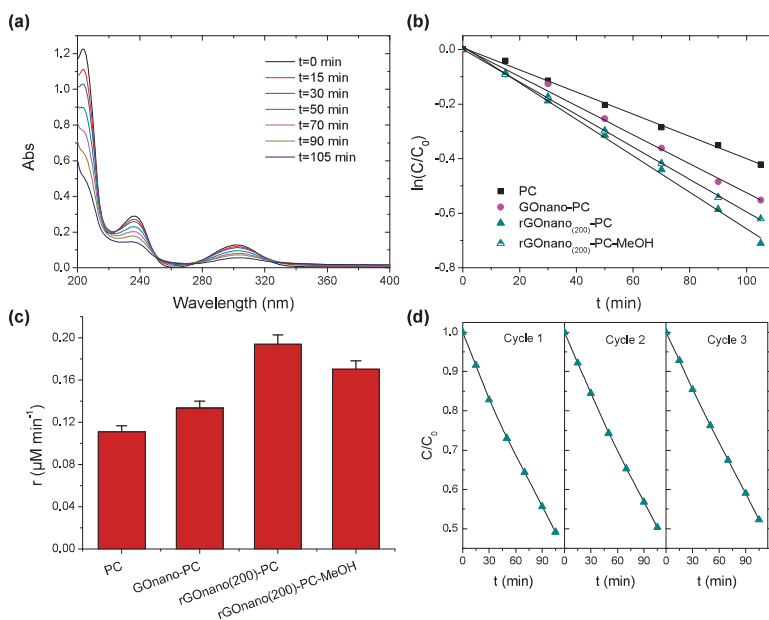 (a)
1.2
1.0
0.8
0.6
0.4
0.2
0.0
Abs
200 240 280 320 360 400
Wavelength (nm)
t=0 min
t=15 min
t=30 min
t=50 min
t=70 min
t=90 min
t=105 min
(b)
0,0
-0,2
-0,4
-0,6
-0,8
ln(C/C0)
0 20 40 60 80 100
t (min)
PC
GOnano-PC
rGOnano(200)-PC
rGOnano(200)-PC-MeOH
(c)
0,20
0,16
0,12
0,08
0,04
0,00
r (µM min-1)
PC
GOnano-PC
rGOnano(200)-PC
rGOnano(200)-PC-MeOH
(d)
1,0
0,9
0,8
0,7
0,6
0,5
C/C0
Cycle 1 Cycle 2 Cycle 3
0 30 60 90 0 30 60 90 0 30 60 90
t (min) t (min) t (min)